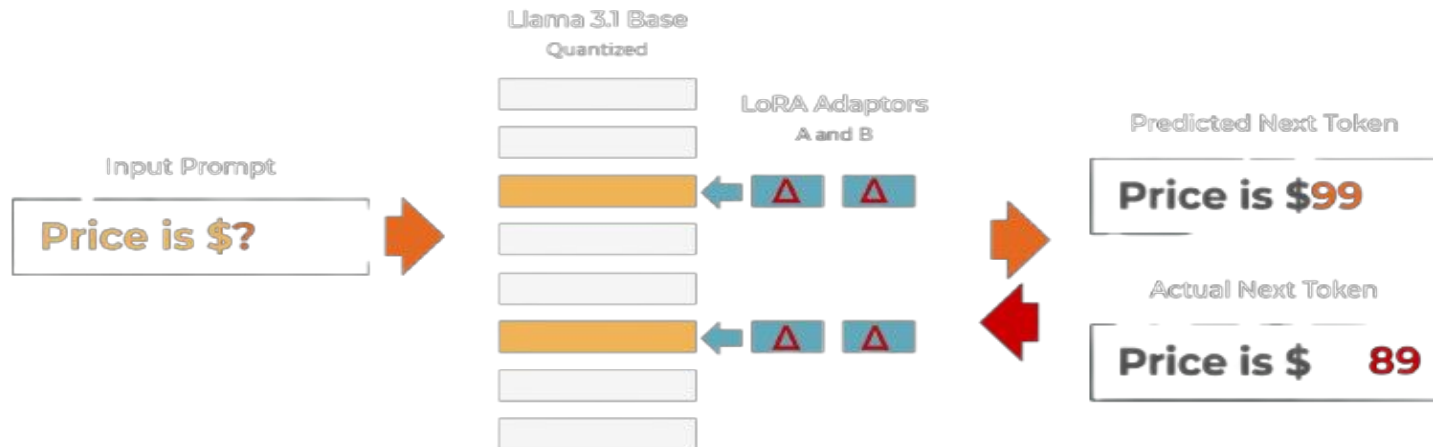 Llama 3.1 Base
Quantized
LoRA Adaptors
A and B
Input Prompt
Price is $?
Δ Δ
Δ Δ
Predicted Next Token
Price is $99
Actual Next Token
Price is $ 89